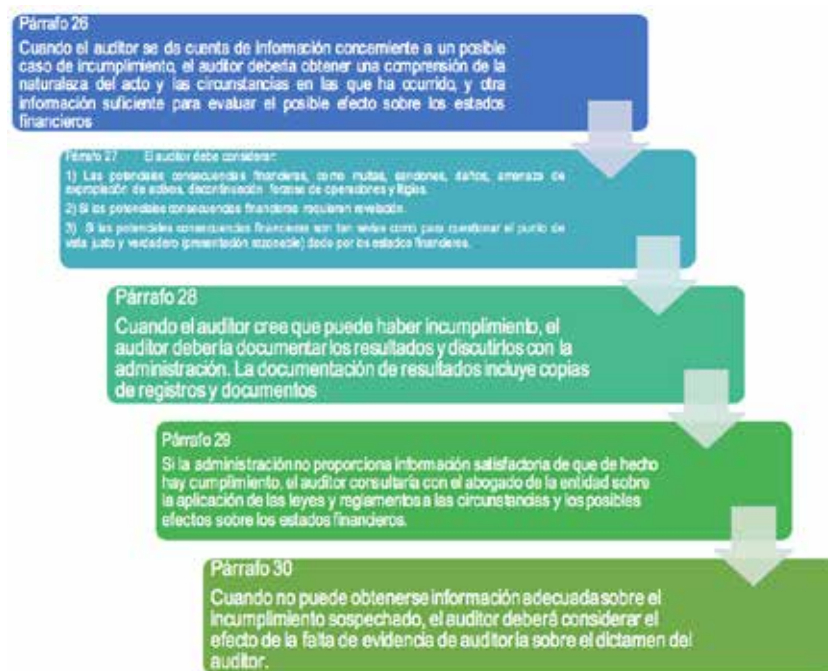 Párrafo 26
Cuando el auditor se da cuenta de información concerniente a un posible
caso de incumplimiento, el auditor debería obtener una comprensión de la
naturaleza del acto y las circunstancias en las que ha ocurrido, y otra
información suficiente para evaluar el posible efecto sobre los estados
financieros
Párrafo 27 El auditor debe considerar:
1) Las potenciales consecuencias financieras, como multas, sanciones, daños, amenaza de
expropiación de activos, discontinuación forzosa de operaciones y litigios.
2) Si las potenciales consecuencias financieras requieren revelación.
3) Si las potenciales consecuencias financieras son tan serias como para cuestionar el punto de
vista justo y verdadero (presentación razonable) dado por los estados financieros.
Párrafo 28
Cuando el auditor cree que puede haber incumplimiento, el
auditor debería documentar los resultados y discutirlos con la
administración. La documentación de resultados incluye copias
de registros y documentos
Párrafo 29
Si la administración no proporciona información satisfactoria de que de hecho
hay cumplimiento, el auditor consultaría con el abogado de la entidad sobre
la aplicación de las leyes y reglamentos a las circunstancias y los posibles
efectos sobre los estados financieros.
Párrafo 30
Cuando no puede obtenerse información adecuada sobre el
incumplimiento sospechado, el auditor deberá considerar el
efecto de la falta de evidencia de auditoría sobre el dictamen del
auditor.